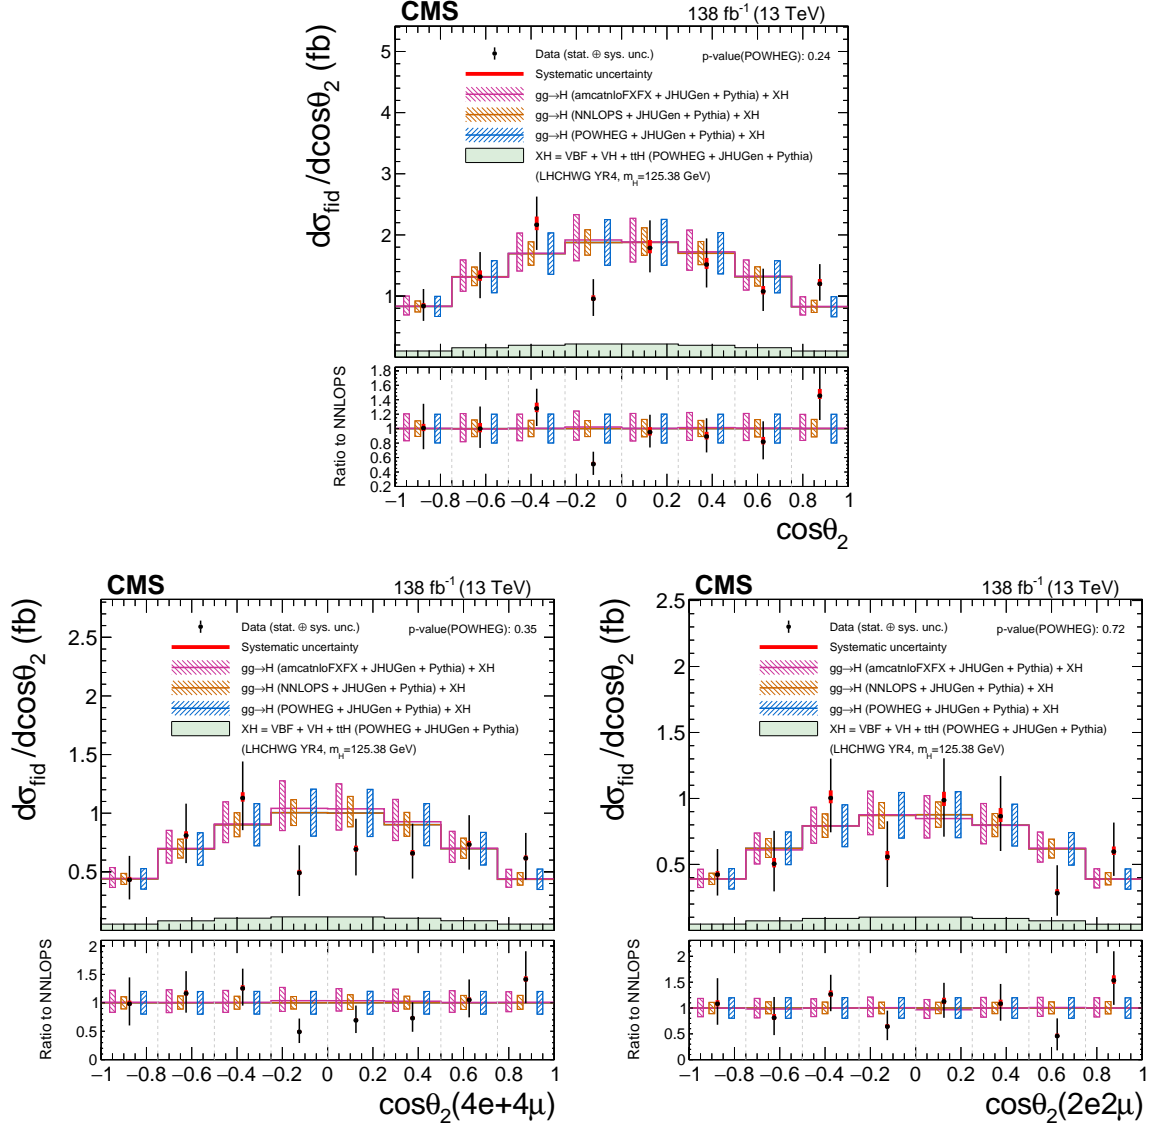 CMS 138 fb⁻¹ (13 TeV)
dσ_fid/dcosθ₂ (fb)
Data (stat. ⊕ sys. unc.) p-value(POWHEG): 0.24
Systematic uncertainty
gg→H (amcatnloFXFX + JHUGen + Pythia) + XH
gg→H (NNLOPS + JHUGen + Pythia) + XH
gg→H (POWHEG + JHUGen + Pythia) + XH
XH = VBF + VH + ttH (POWHEG + JHUGen + Pythia)
(LHCHWG YR4, m_H=125.38 GeV)
5
4
3
2
1
Ratio to NNLOPS
1.8
1.6
1.4
1.2
1
0.8
0.6
0.4
0.2
−1 −0.8 −0.6 −0.4 −0.2 0 0.2 0.4 0.6 0.8 1
cosθ₂
CMS 138 fb⁻¹ (13 TeV)
dσ_fid/dcosθ₂ (fb)
Data (stat. ⊕ sys. unc.) p-value(POWHEG): 0.35
Systematic uncertainty
gg→H (amcatnloFXFX + JHUGen + Pythia) + XH
gg→H (NNLOPS + JHUGen + Pythia) + XH
gg→H (POWHEG + JHUGen + Pythia) + XH
XH = VBF + VH + ttH (POWHEG + JHUGen + Pythia)
(LHCHWG YR4, m_H=125.38 GeV)
2.5
2
1.5
1
0.5
Ratio to NNLOPS
2
1.5
1
0.5
0
−1 −0.8 −0.6 −0.4 −0.2 0 0.2 0.4 0.6 0.8 1
cosθ₂(4e+4μ)
CMS 138 fb⁻¹ (13 TeV)
dσ_fid/dcosθ₂ (fb)
Data (stat. ⊕ sys. unc.) p-value(POWHEG): 0.72
Systematic uncertainty
gg→H (amcatnloFXFX + JHUGen + Pythia) + XH
gg→H (NNLOPS + JHUGen + Pythia) + XH
gg→H (POWHEG + JHUGen + Pythia) + XH
XH = VBF + VH + ttH (POWHEG + JHUGen + Pythia)
(LHCHWG YR4, m_H=125.38 GeV)
2.5
2
1.5
1
0.5
Ratio to NNLOPS
2
1.5
1
0.5
0
−1 −0.8 −0.6 −0.4 −0.2 0 0.2 0.4 0.6 0.8 1
cosθ₂(2e2μ)